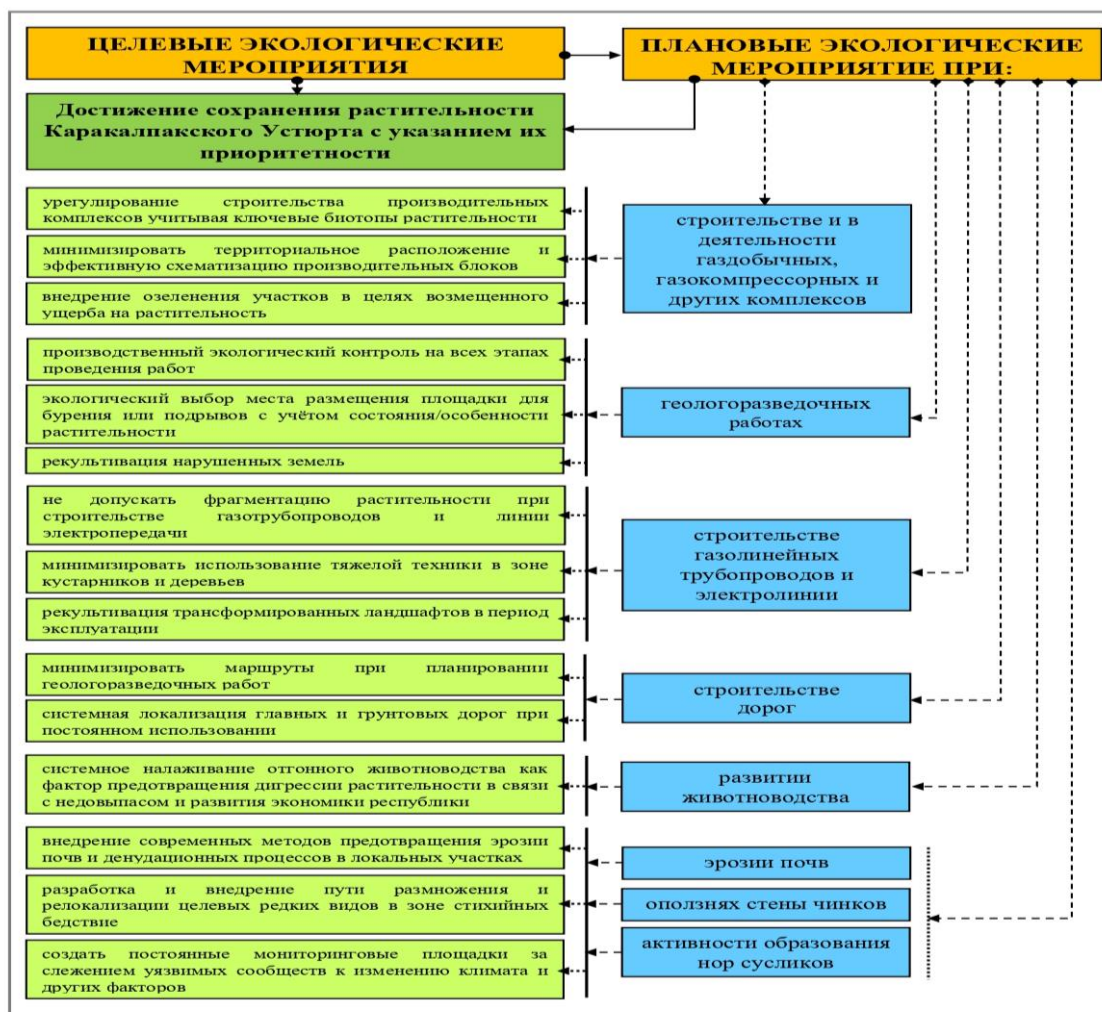 ЦЕЛЕВЫЕ ЭКОЛОГИЧЕСКИЕ
МЕРОПРИЯТИЯ
ПЛАНОВЫЕ ЭКОЛОГИЧЕСКИЕ
МЕРОПРИЯТИЕ ПРИ:
Достижение сохранения растительности
Каракалпакского Устюрта с указанием их
приоритетности
урегулирование строительства производительных
комплексов учитывая ключевые биотопы растительности
минимизировать территориальное расположение и
эффективную схематизацию производительных блоков
внедрение озеленения участков в целях возмещенного
ущерба на растительность
строительстве и в
деятельности
газдобычных,
газокомпрессорных и
других комплексов
производственный экологический контроль на всех этапах
проведения работ
экологический выбор места размещения площадки для
бурения или подрывов с учётом состояния/особенности
растительности
рекультивация нарушенных земель
геологоразведочных
работах
не допускать фрагментацию растительности при
строительстве газотрубопроводов и линии
электропередачи
минимизировать использование тяжелой техники в зоне
кустарников и деревьев
рекультивация трансформированных ландшафтов в период
эксплуатации
строительстве
газолинейных
трубопроводов и
электролинии
минимизировать маршруты при планировании
геологоразведочных работ
системная локализация главных и грунтовых дорог при
постоянном использовании
строительстве
дорог
системное налаживание отгонного животноводства как
фактор предотвращения дигрессии растительности в связи
с недовыпасом и развития экономики республики
развитии
животноводства
внедрение современных методов предотвращения эрозии
почв и денудационных процессов в локальных участках
разработка и внедрение пути размножения и
релокализации целевых редких видов в зоне стихийных
бедствие
создать постоянные мониторинговые площадки за
слежением уязвимых сообществ к изменению климата и
других факторов
эрозии почв
оползнях стены чинков
активности образования
нор сусликов